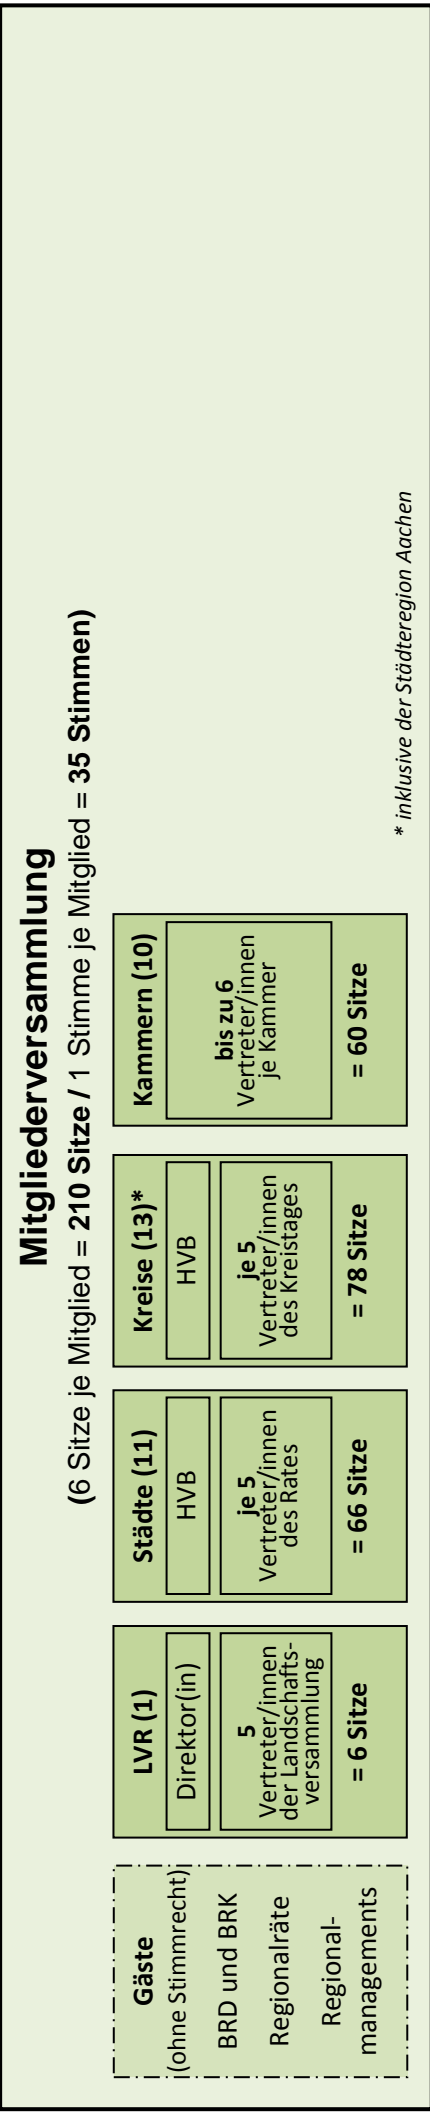 Mitgliederversammlung
(6 Sitze je Mitglied = 210 Sitze / 1 Stimme je Mitglied = 35 Stimmen)
Gäste
(ohne Stimmrecht)
BRD und BRK
Regionalräte
Regional-
managements
LVR (1)
Direktor(in)
5
Vertreter/innen
der Landschafts-
versammlung
= 6 Sitze
Städte (11)
HVB
je 5
Vertreter/innen
des Rates
= 66 Sitze
Kreise (13)*
HVB
je 5
Vertreter/innen
des Kreistages
= 78 Sitze
Kammern (10)
bis zu 6
Vertreter/innen
je Kammer
= 60 Sitze
* inklusive der Städteregion Aachen